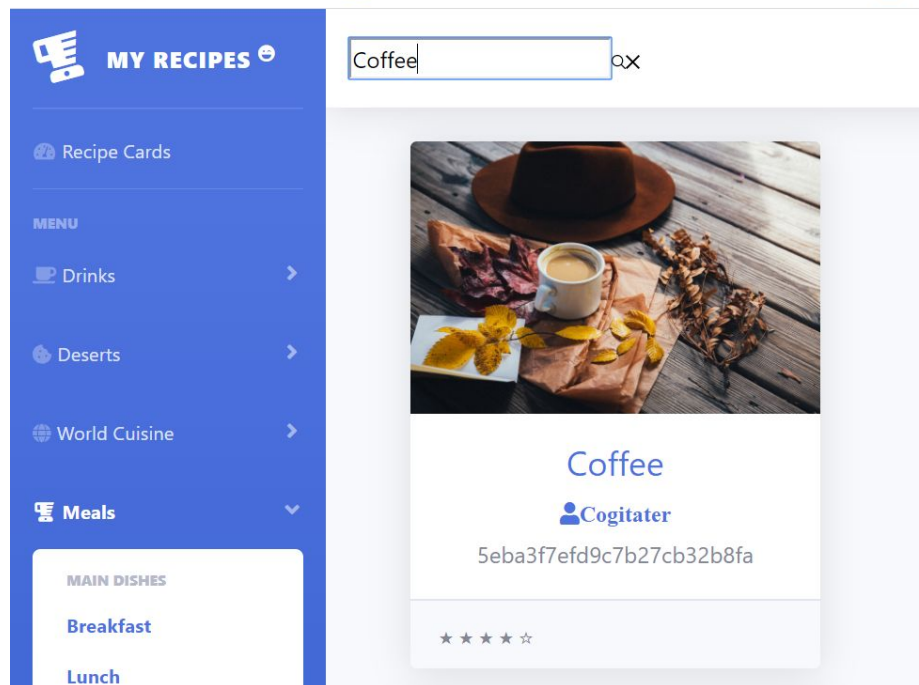 MY RECIPES
Recipe Cards
MENU
Drinks
Deserts
World Cuisine
Meals
MAIN DISHES
Breakfast
Lunch
Coffee
Coffee
Cogitater
5eba3f7efd9c7b27cb32b8fa